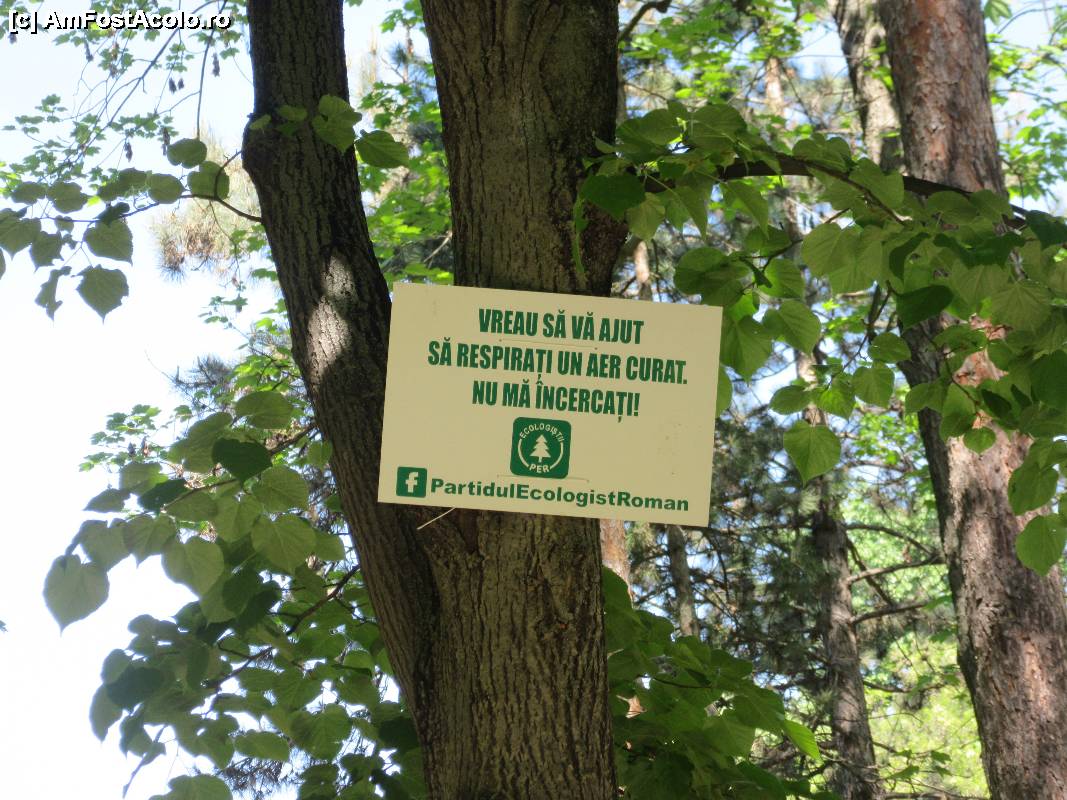 [c] AmFostAcolo.ro
VREAU SĂ VĂ AJUT
SĂ RESPIRAȚI UN AER CURAT.
NU MĂ ÎNCERCAȚI!
ECOLOGIȘTII
PER
f PartidulEcologistRoman